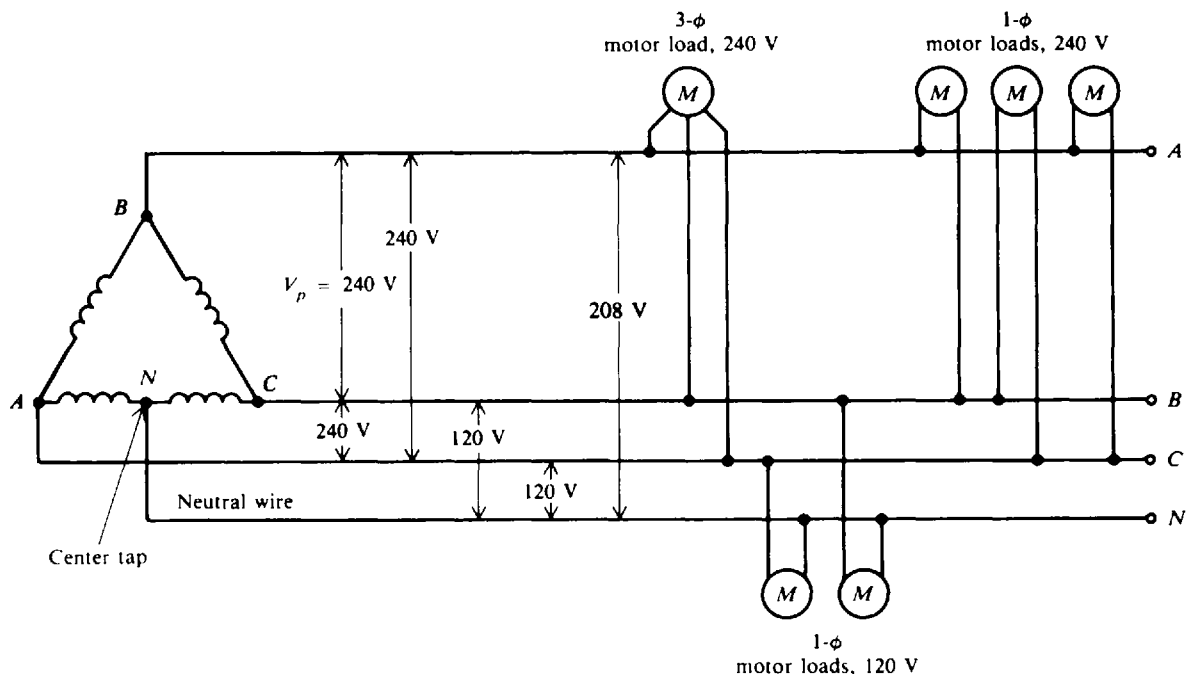 3-ϕ
motor load, 240 V
1-ϕ
motor loads, 240 V
M
M
M
M
A
B
240 V
V_p = 240 V
208 V
A
N
C
B
240 V
120 V
C
120 V
Neutral wire
N
Center tap
M
M
1-ϕ
motor loads, 120 V